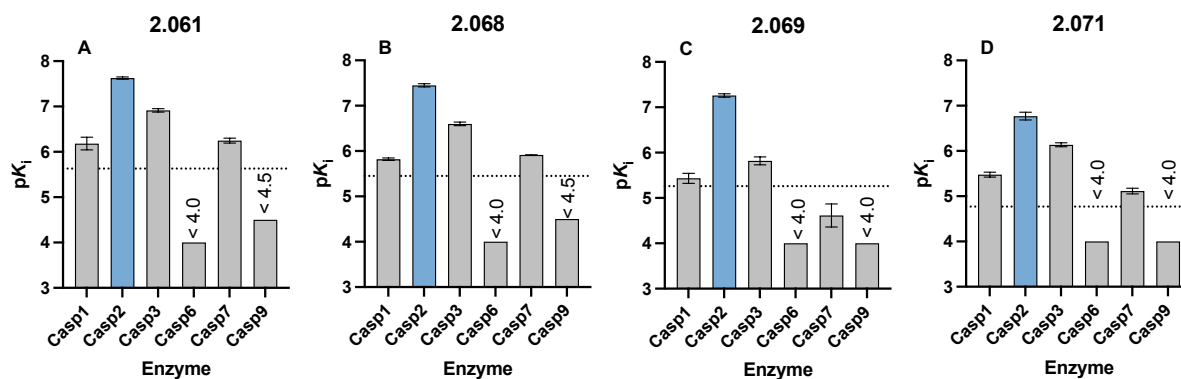 2.061
A
8
7
6
5
4
3
pKi
< 4.0
< 4.5
Casp1
Casp2
Casp3
Casp6
Casp7
Casp9
Enzyme
2.068
B
8
7
6
5
4
3
pKi
< 4.0
< 4.5
Casp1
Casp2
Casp3
Casp6
Casp7
Casp9
Enzyme
2.069
C
8
7
6
5
4
3
pKi
< 4.0
< 4.0
Casp1
Casp2
Casp3
Casp6
Casp7
Casp9
Enzyme
2.071
D
8
7
6
5
4
3
pKi
< 4.0
< 4.0
Casp1
Casp2
Casp3
Casp6
Casp7
Casp9
Enzyme